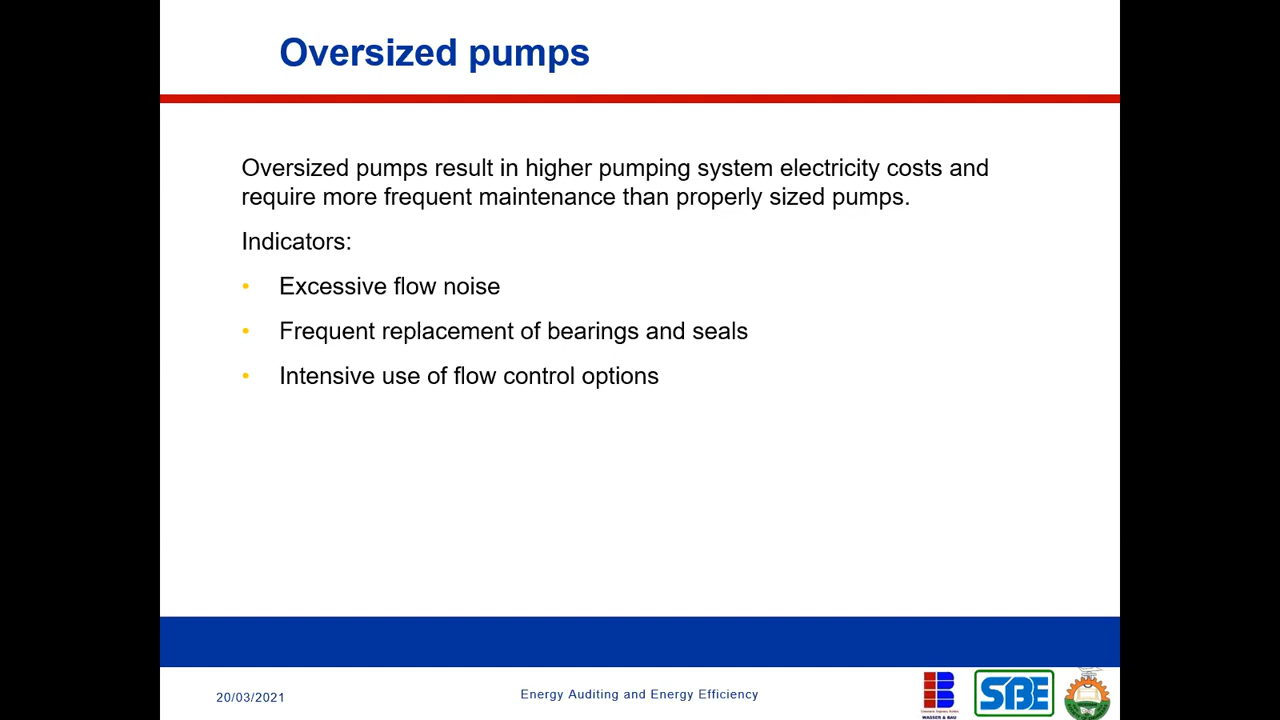 Oversized pumps
Oversized pumps result in higher pumping system electricity costs and
require more frequent maintenance than properly sized pumps.
Indicators:
• Excessive flow noise
• Frequent replacement of bearings and seals
• Intensive use of flow control options
20/03/2021
Energy Auditing and Energy Efficiency
WASSER & BAU
SBE